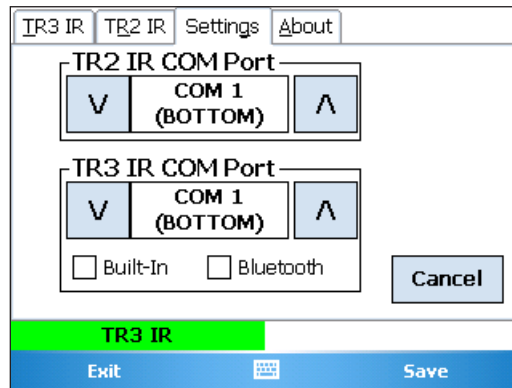 TR3 IR TR2 IR Settings About
TR2 IR COM Port
V COM 1 Λ
(BOTTOM)
TR3 IR COM Port
V COM 1 Λ
(BOTTOM)
Built-In Bluetooth
Cancel
TR3 IR
Exit Save